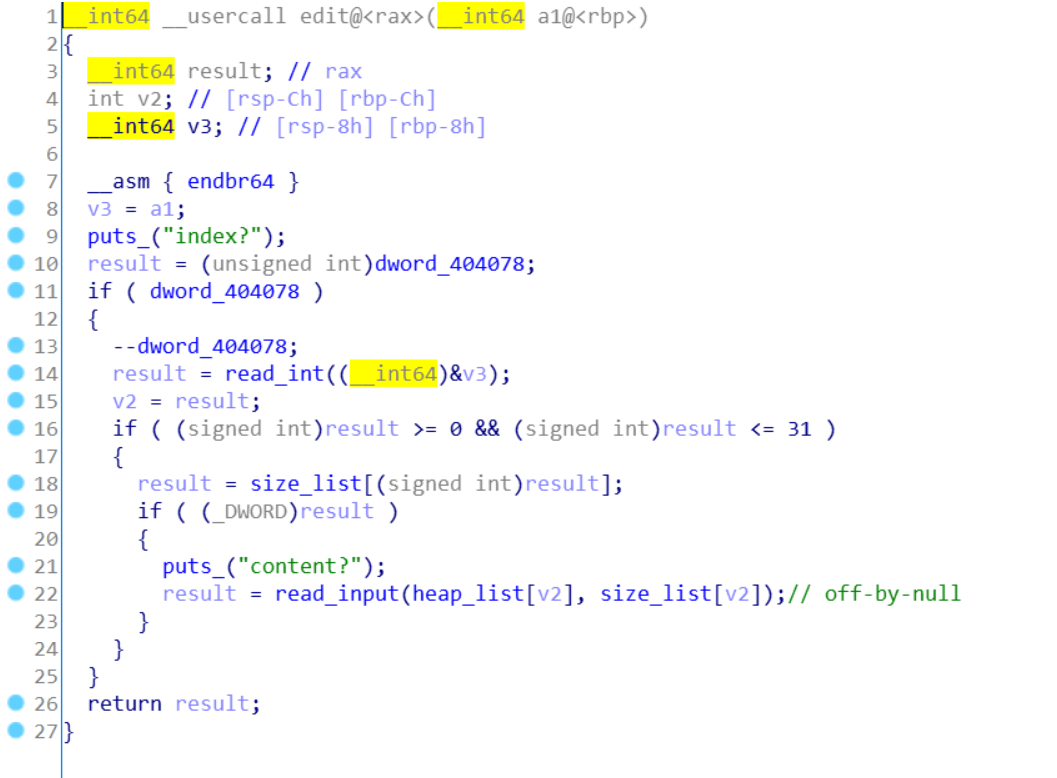 1 __int64 __usercall edit@<rax>(__int64 a1@<rbp>)
2 {
3   __int64 result; // rax
4   int v2; // [rsp-Ch] [rbp-Ch]
5   __int64 v3; // [rsp-8h] [rbp-8h]
6
7   __asm { endbr64 }
8   v3 = a1;
9   puts_("index?");
10   result = (unsigned int)dword_404078;
11   if ( dword_404078 )
12   {
13     --dword_404078;
14     result = read_int((__int64)&v3);
15     v2 = result;
16     if ( (signed int)result >= 0 && (signed int)result <= 31 )
17     {
18       result = size_list[(signed int)result];
19       if ( (_DWORD)result )
20       {
21         puts_("content?");
22         result = read_input(heap_list[v2], size_list[v2]);// off-by-null
23       }
24     }
25   }
26   return result;
27 }